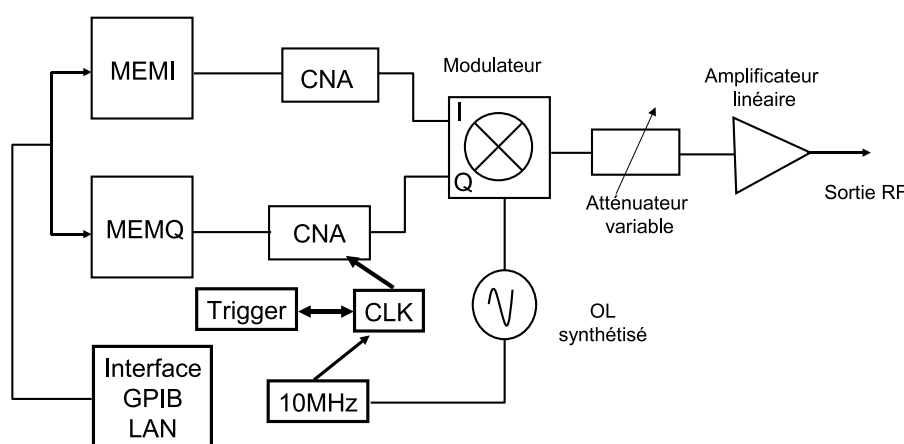 MEMI
CNA
Modulateur
Amplificateur
linéaire
I
Q
Atténuateur
variable
Sortie RF
MEMQ
CNA
Trigger
CLK
OL
synthétisé
Interface
GPIB
LAN
10MHz